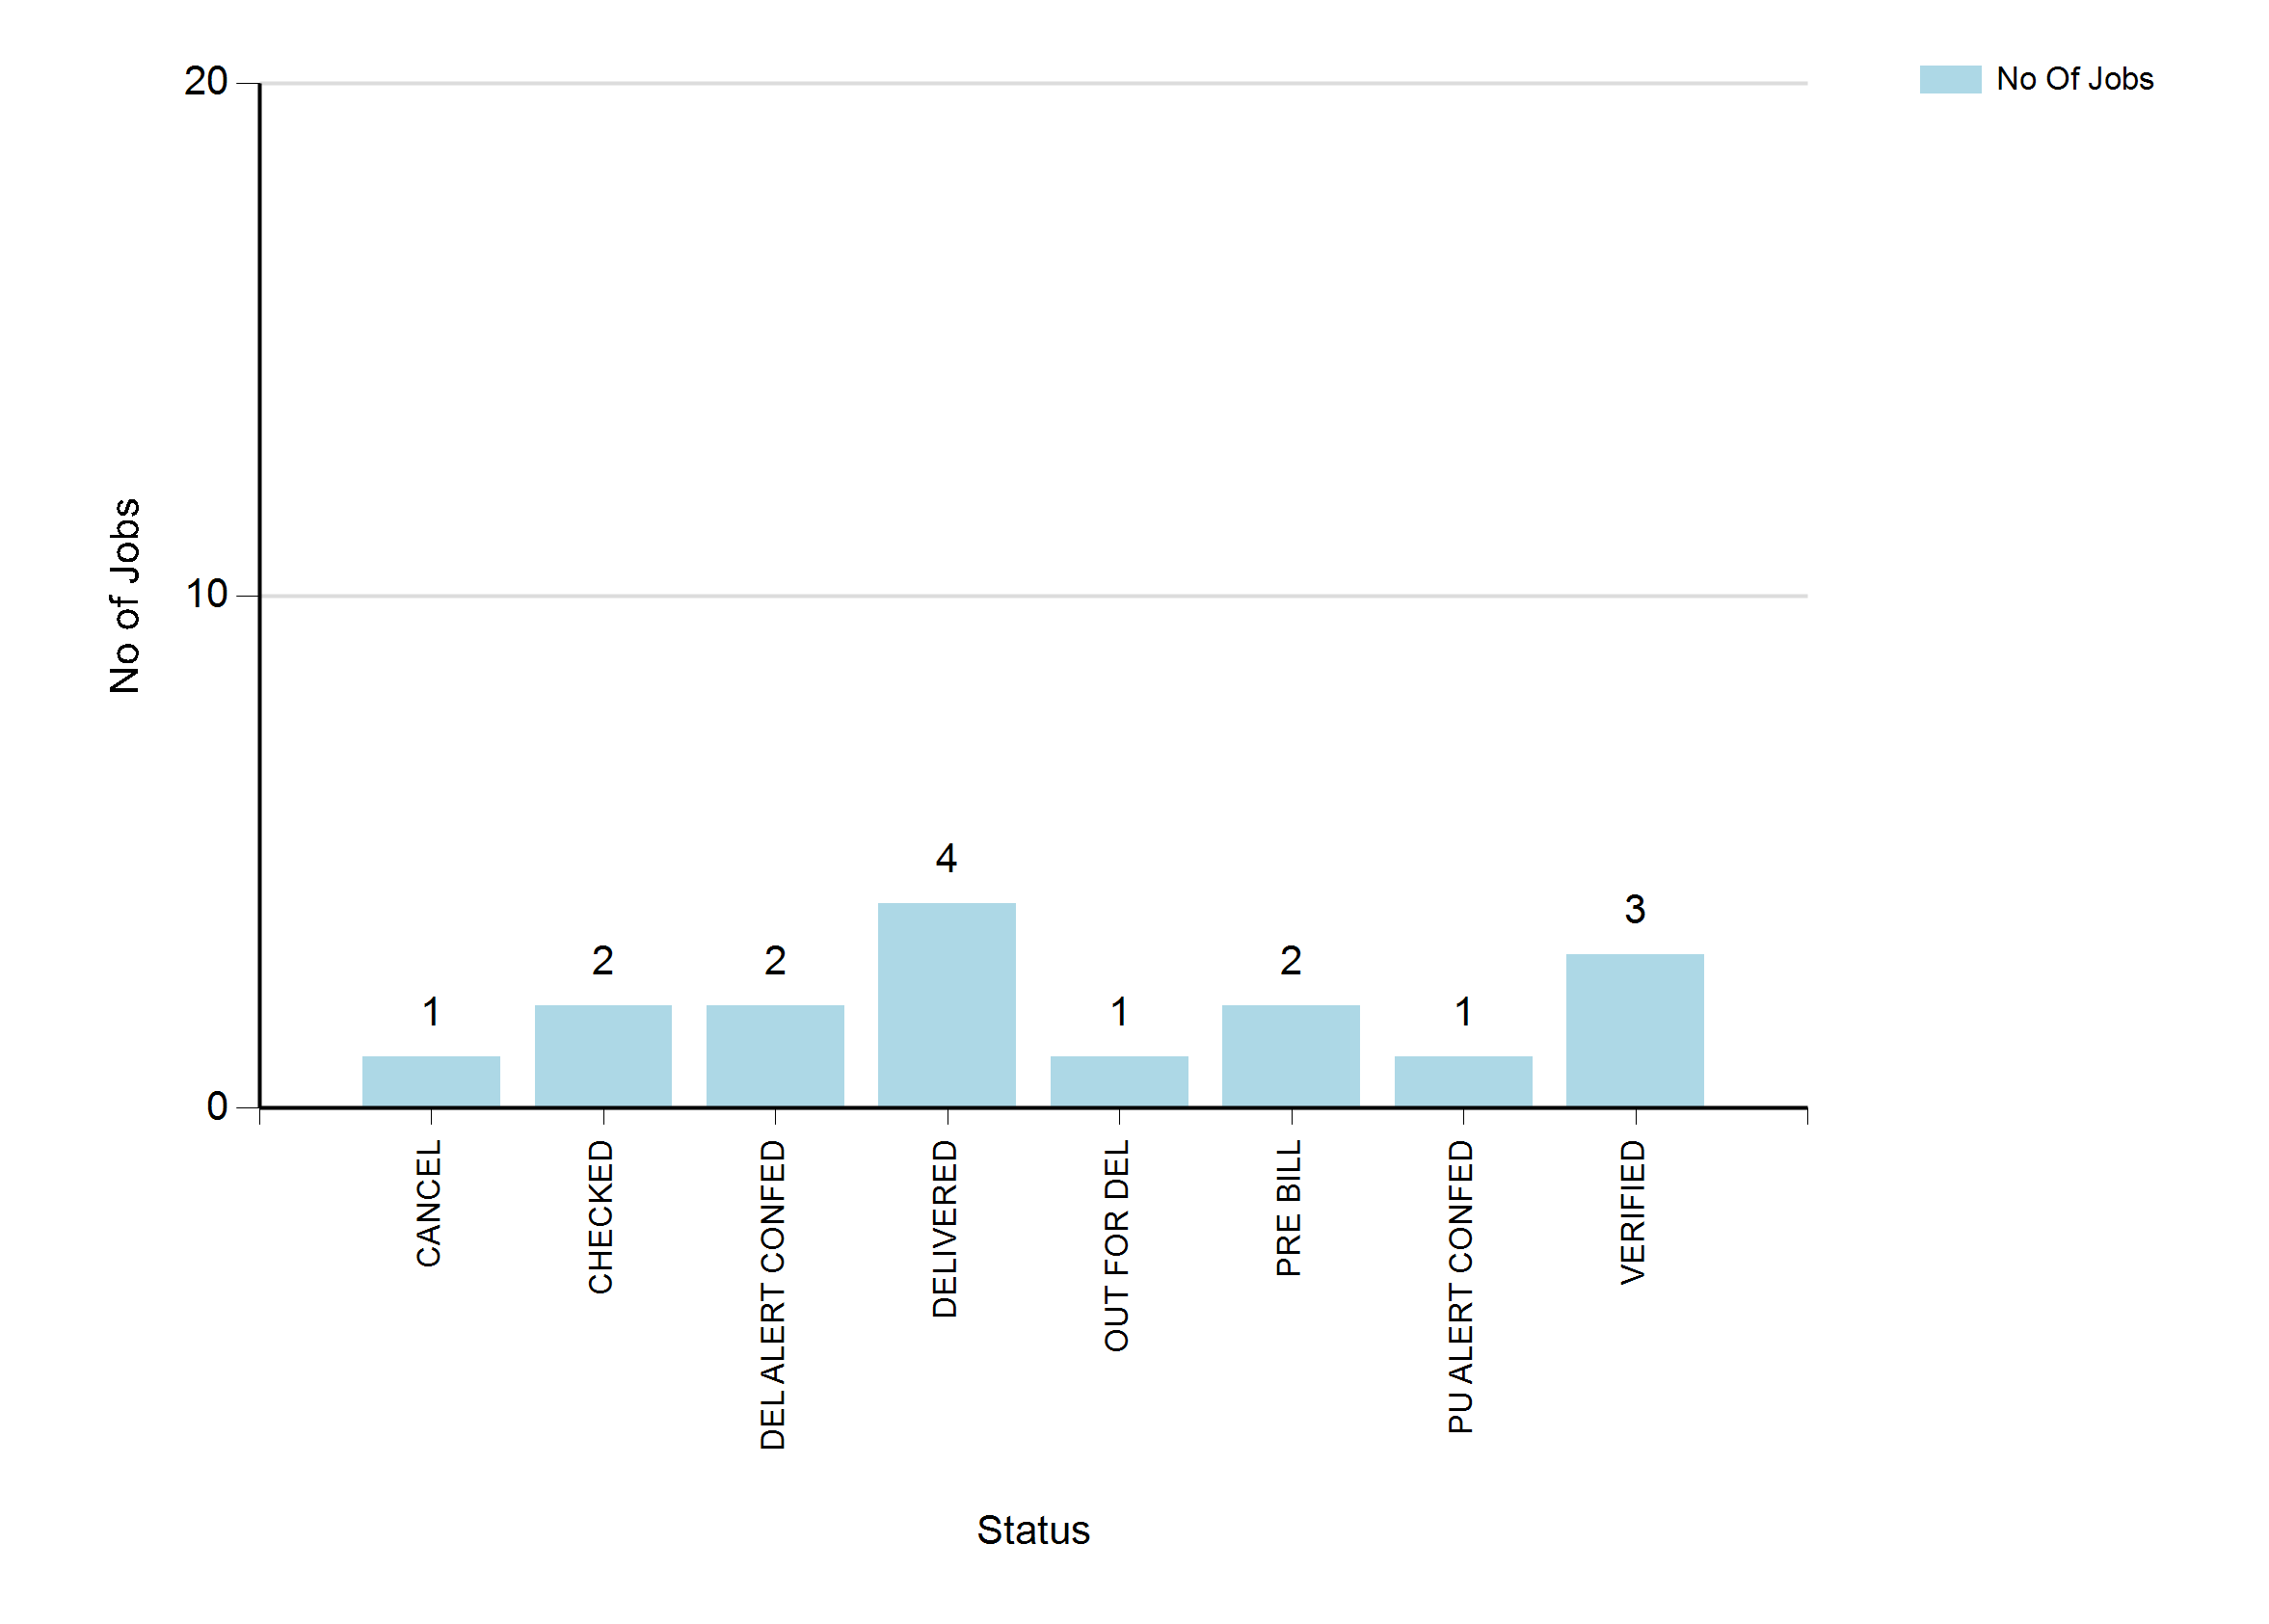 No Of Jobs
20
10
0
No of Jobs
1
2
2
4
1
2
1
3
CANCEL
CHECKED
DEL ALERT CONFED
DELIVERED
OUT FOR DEL
PRE BILL
PU ALERT CONFED
VERIFIED
Status